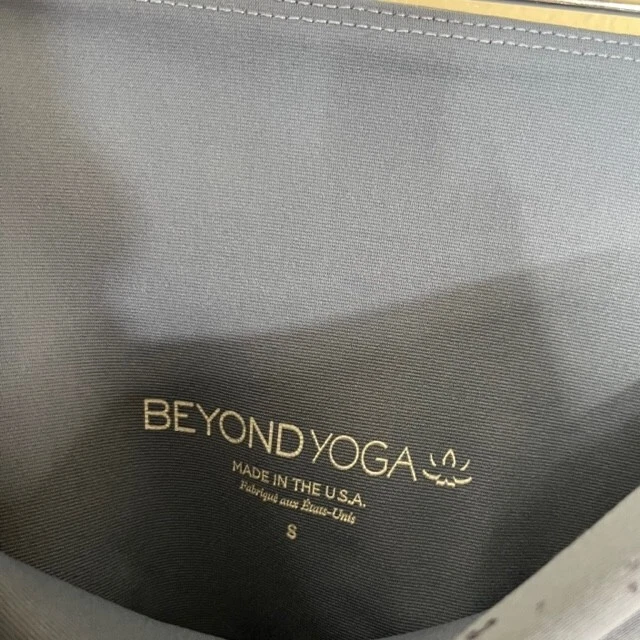 BEYOND YOGA
MADE IN THE U.S.A.
Fabriqué aux États-Unis
S